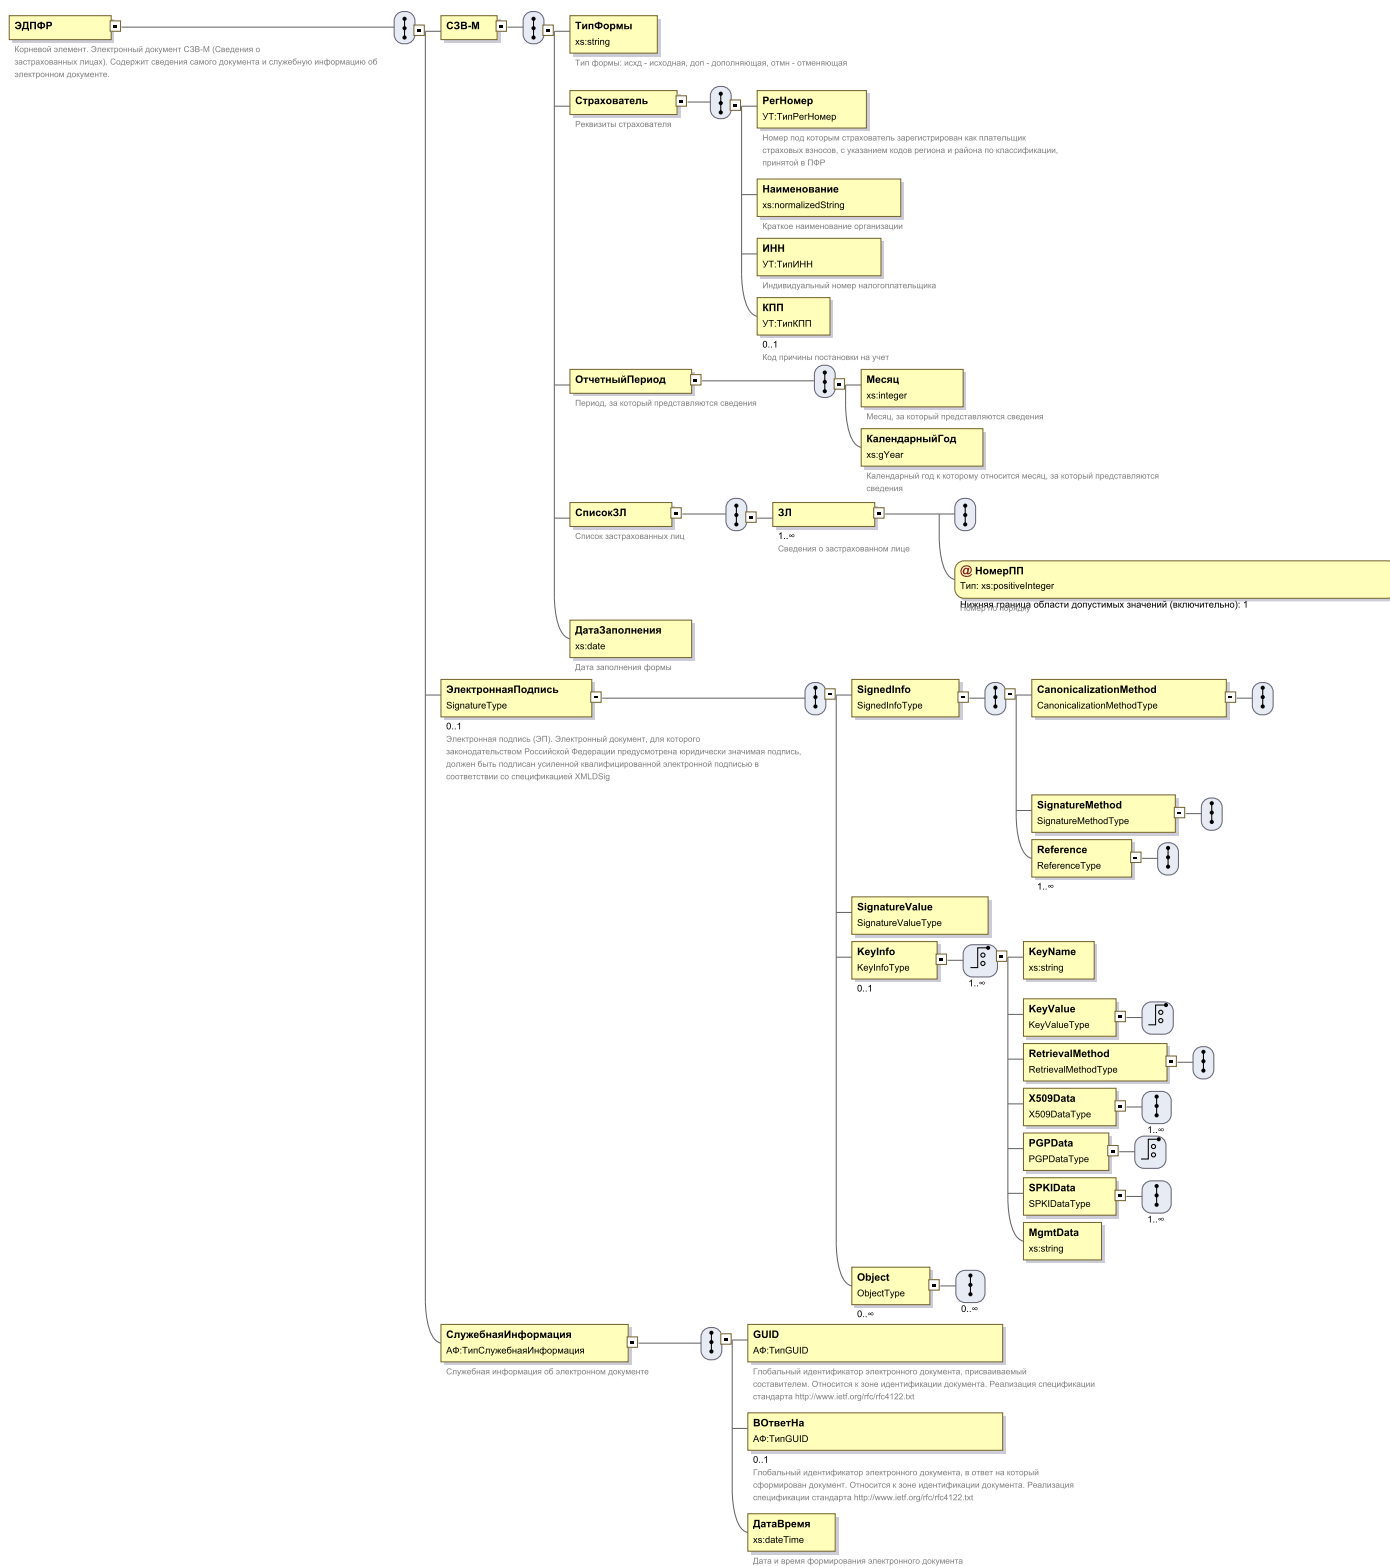 ЭДПФР
Корневой элемент. Электронный документ СЗВ-М (Сведения о
застрахованных лицах). Содержит сведения самого документа и служебную информацию об
электронном документе.
СЗВ-М
ТипФормы
xs:string
Тип формы: исхд - исходная, доп - дополняющая, отмн - отменяющая
Страхователь
Реквизиты страхователя
РегНомер
УТ:ТипРегНомер
Номер под которым страхователь зарегистрирован как плательщик
страховых взносов, с указанием кодов региона и района по классификации,
принятой в ПФР
Наименование
xs:normalizedString
Краткое наименование организации
ИНН
УТ:ТипИНН
Индивидуальный номер налогоплательщика
КПП
УТ:ТипКПП
0..1
Код причины постановки на учет
ОтчетныйПериод
Период, за который представляются сведения
Месяц
xs:integer
Месяц, за который представляются сведения
КалендарныйГод
xs:gYear
Календарный год к которому относится месяц, за который представляются
сведения
СписокЗЛ
Список застрахованных лиц
ЗЛ
1..∞
Сведения о застрахованном лице
@ НомерПП
Тип: xs:positiveInteger
Нижняя граница области допустимых значений (включительно): 1
Номер по порядку
ДатаЗаполнения
xs:date
Дата заполнения формы
ЭлектроннаяПодпись
SignatureType
0..1
Электронная подпись (ЭП). Электронный документ, для которого
законодательством Российской Федерации предусмотрена юридически значимая подпись,
должен быть подписан усиленной квалифицированной электронной подписью в
соответствии со спецификацией XMLDSig
SignedInfo
SignedInfoType
CanonicalizationMethod
CanonicalizationMethodType
SignatureMethod
SignatureMethodType
Reference
ReferenceType
1..∞
SignatureValue
SignatureValueType
KeyInfo
KeyInfoType
0..1
1..∞
KeyName
xs:string
KeyValue
KeyValueType
RetrievalMethod
RetrievalMethodType
X509Data
X509DataType
1..∞
PGPData
PGPDataType
SPKIData
SPKIDataType
1..∞
MgmtData
xs:string
Object
ObjectType
0..∞
0..∞
СлужебнаяИнформация
АФ:ТипСлужебнаяИнформация
Служебная информация об электронном документе
GUID
АФ:ТипGUID
Глобальный идентификатор электронного документа, присваиваемый
составителем. Относится к зоне идентификации документа. Реализация спецификации
стандарта http://www.ietf.org/rfc/rfc4122.txt
ВОтветНа
АФ:ТипGUID
0..1
Глобальный идентификатор электронного документа, в ответ на который
сформирован документ. Относится к зоне идентификации документа. Реализация
спецификации стандарта http://www.ietf.org/rfc/rfc4122.txt
ДатаВремя
xs:dateTime
Дата и время формирования электронного документа